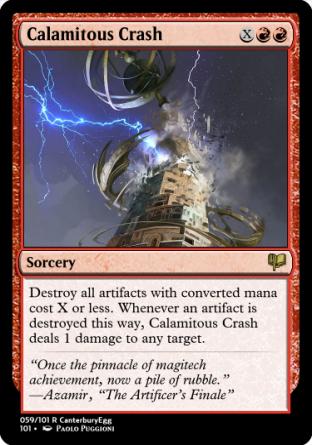 Calamitous Crash XRR
Sorcery
Destroy all artifacts with converted mana
cost X or less. Whenever an artifact is
destroyed this way, Calamitous Crash
deals 1 damage to any target.
“Once the pinnacle of magitech
achievement, now a pile of rubble.”
—Azamir, “The Artificer’s Finale”
059/101 R CanterburyEgg
101 • PAOLO PUGGIONI